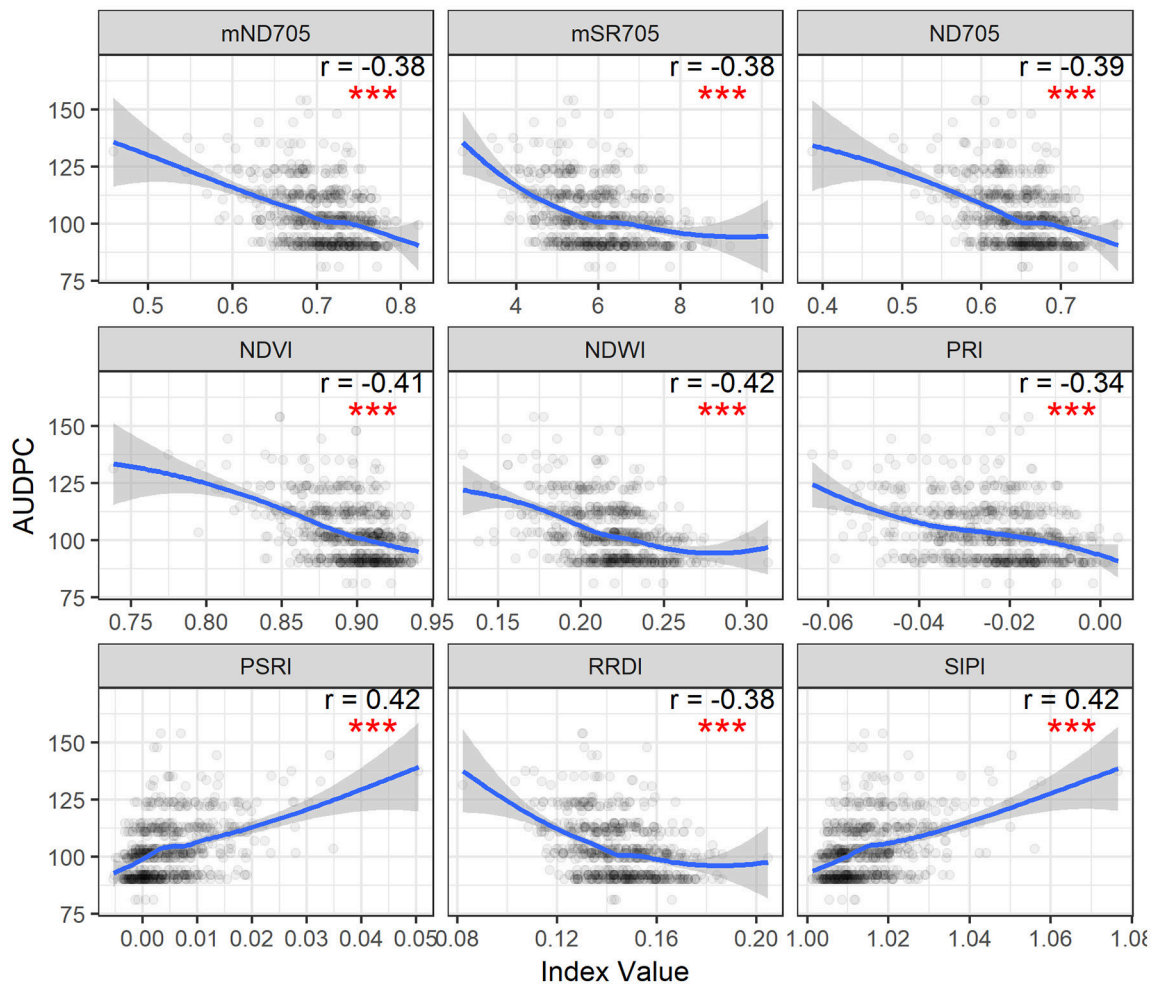 mND705 mSR705 ND705
r = -0.38 r = -0.38 r = -0.39
*** *** ***
150
125
100
75
0.5 0.6 0.7 0.8 4 6 8 10 0.4 0.5 0.6 0.7
NDVI NDWI PRI
r = -0.41 r = -0.42 r = -0.34
*** *** ***
AUDPC
150
125
100
75
0.75 0.80 0.85 0.90 0.95 0.15 0.20 0.25 0.30 -0.06 -0.04 -0.02 0.00
PSRI RRDI SIPI
r = 0.42 r = -0.38 r = 0.42
*** *** ***
150
125
100
75
0.00 0.01 0.02 0.03 0.04 0.05 0.08 0.12 0.16 0.20 1.00 1.02 1.04 1.06
Index Value